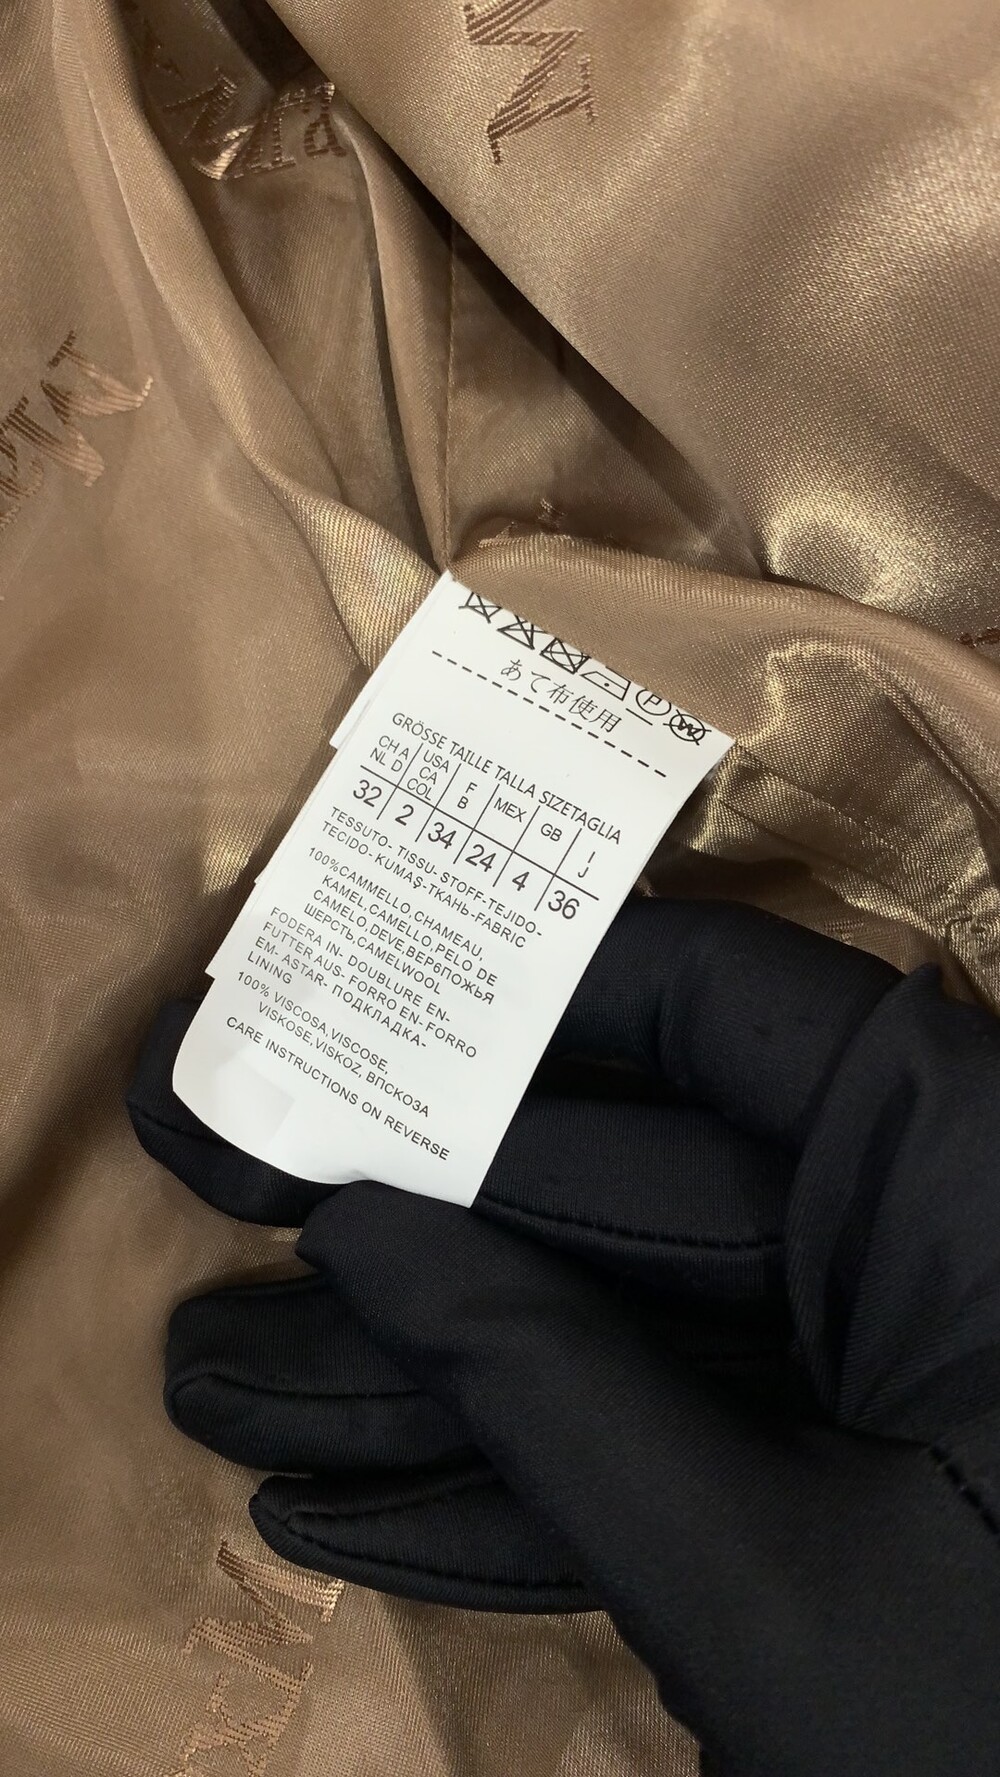 あて布使用
GRÖSSE TAILLE TALLA SIZETAGLIA
CH A NL D
USA CA COL
F B
MEX
GB
I J
32 2 34 24 4 36
TESSUTO- TISSU- STOFF-TEJIDO-
TECIDO-KUMAŞ-ТКАНЬ-FABRIC
100%CAMMELLO,CHAMEAU,
KAMEL,CAMELLO,PELO DE
CAMELO,DEVE,ВЕР6ПОЖЬЯ
ШЕРСТЬ,CAMELWOOL
FODERA IN- DOUBLURE EN-
FUTTER AUS- FORRO EN- FORRO
EM- ASTAR- ПОДКЛАДКА-
LINING
100% VISCOSA,VISCOSE,
VISKOSE,VISKOZ, ВПСКОЗА
CARE INSTRUCTIONS ON REVERSE